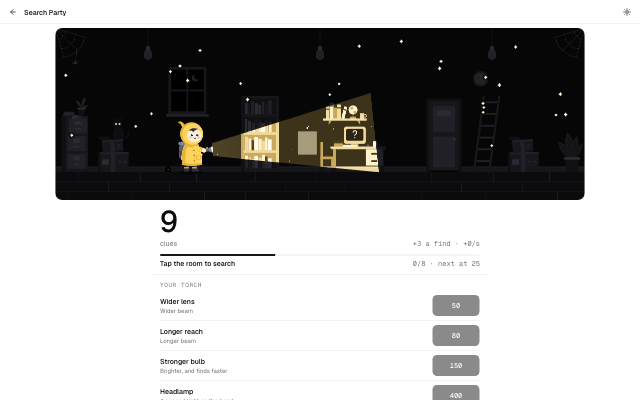 Search Party
?
9
clues
+3 a find · +0/s
Tap the room to search
0/8 · next at 25
YOUR TORCH
Wider lens
Wider beam
50
Longer reach
Longer beam
80
Stronger bulb
Brighter, and finds faster
150
Headlamp
400